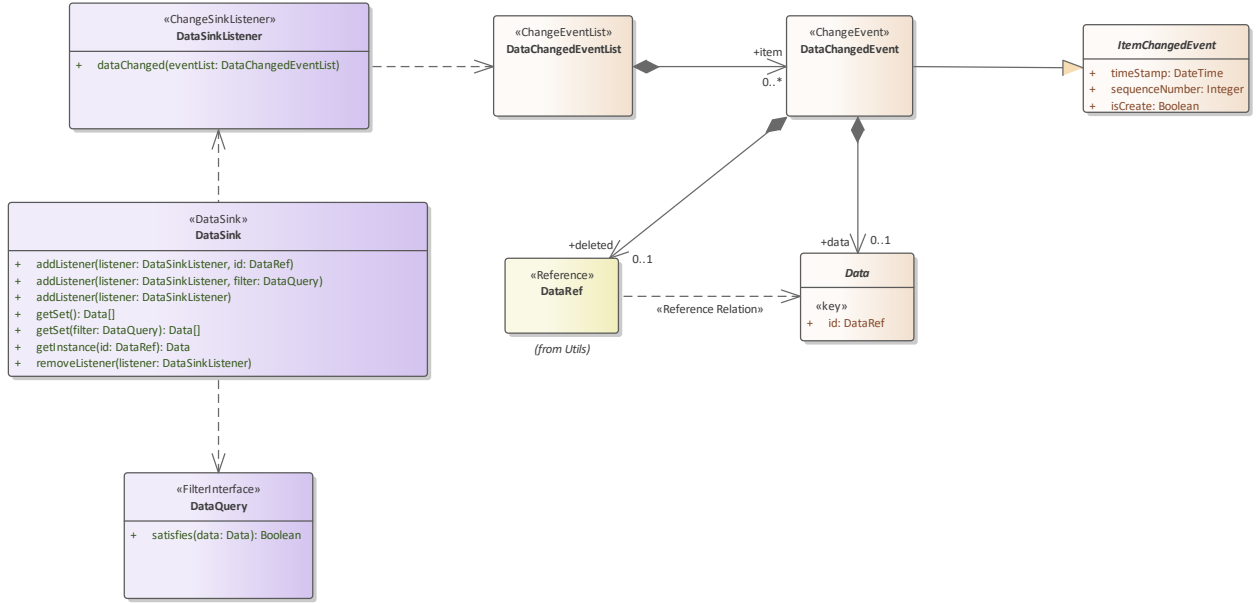 «ChangeSinkListener»
DataSinkListener
+ dataChanged(eventList: DataChangedEventList)
«ChangeEventList»
DataChangedEventList
+item
0..*
«ChangeEvent»
DataChangedEvent
ItemChangedEvent
+ timeStamp: DateTime
+ sequenceNumber: Integer
+ isCreate: Boolean
«DataSink»
DataSink
+ addListener(listener: DataSinkListener, id: DataRef)
+ addListener(listener: DataSinkListener, filter: DataQuery)
+ addListener(listener: DataSinkListener)
+ getSet(): Data[]
+ getSet(filter: DataQuery): Data[]
+ getInstance(id: DataRef): Data
+ removeListener(listener: DataSinkListener)
+deleted
0..1
+data
0..1
«Reference»
DataRef
(from Utils)
«Reference Relation»
Data
«key»
+ id: DataRef
«FilterInterface»
DataQuery
+ satisfies(data: Data): Boolean